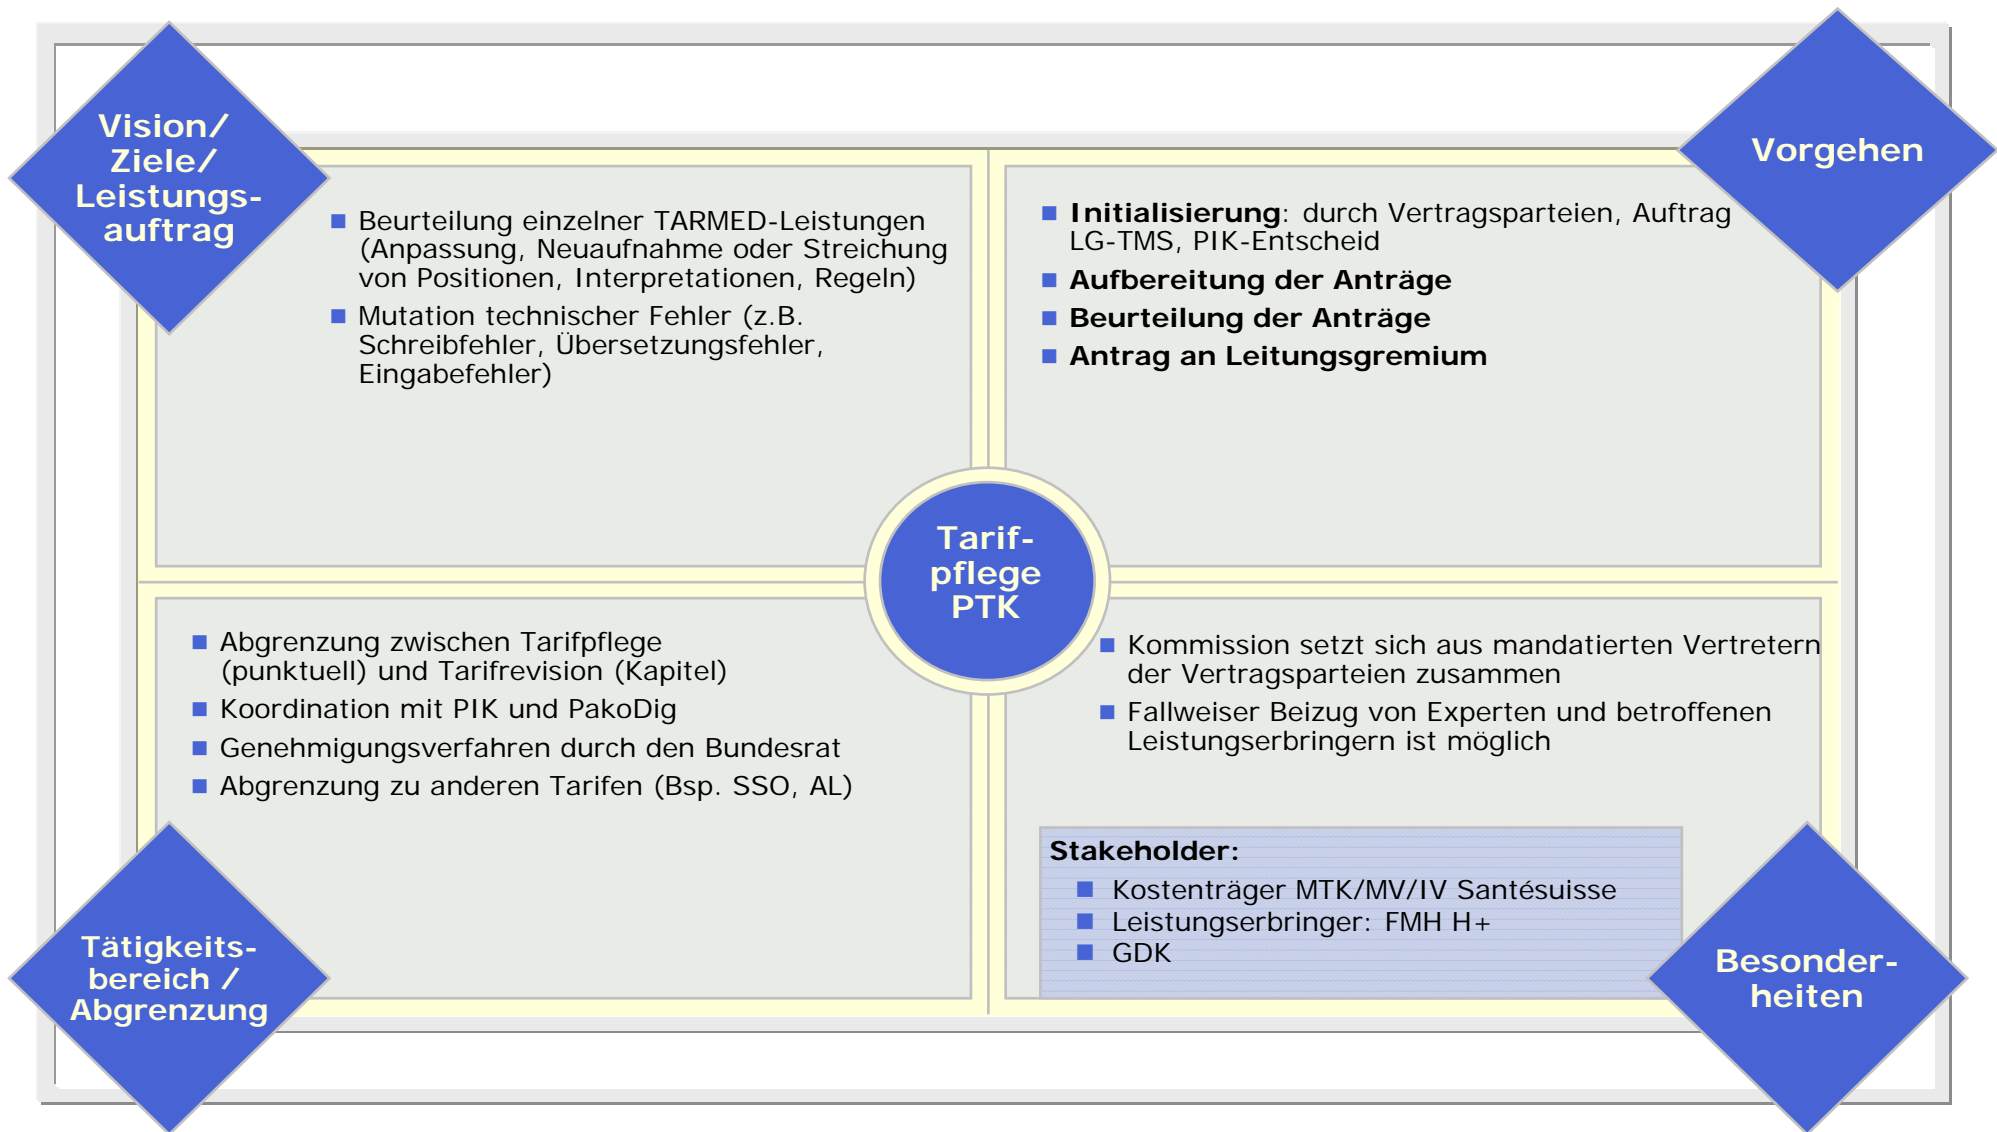 Vision/
Ziele/
Leistungs-
auftrag
Beurteilung einzelner TARMED-Leistungen
(Anpassung, Neuaufnahme oder Streichung
von Positionen, Interpretationen, Regeln)
Mutation technischer Fehler (z.B.
Schreibfehler, Übersetzungsfehler,
Eingabefehler)
Vorgehen
Initialisierung: durch Vertragsparteien, Auftrag
LG-TMS, PIK-Entscheid
Aufbereitung der Anträge
Beurteilung der Anträge
Antrag an Leitungsgremium
Tarif-
pflege
PTK
Abgrenzung zwischen Tarifpflege
(punktuell) und Tarifrevision (Kapitel)
Koordination mit PIK und PakoDig
Genehmigungsverfahren durch den Bundesrat
Abgrenzung zu anderen Tarifen (Bsp. SSO, AL)
Tätigkeits-
bereich /
Abgrenzung
Kommission setzt sich aus mandatierten Vertretern
der Vertragsparteien zusammen
Fallweiser Beizug von Experten und betroffenen
Leistungserbringern ist möglich
Stakeholder:
Kostenträger MTK/MV/IV Santésuisse
Leistungserbringer: FMH H+
GDK
Besonder-
heiten